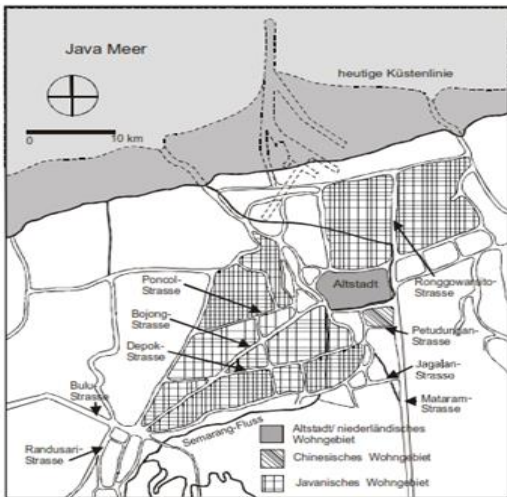 Java Meer
heutige Küstenlinie
0
10 km
Poncol-
Strasse
Altstadt
Ronggowarsito-
Strasse
Bojong-
Strasse
Petudungan-
Strasse
Depok-
Strasse
Jagalan-
Strasse
Bulu-
Strasse
Mataram-
Strasse
Semarang-Fluss
Randusari-
Strasse
Altstadt/ niederländisches
Wohngebiet
Chinesisches Wohngebiet
Javanisches Wohngebiet